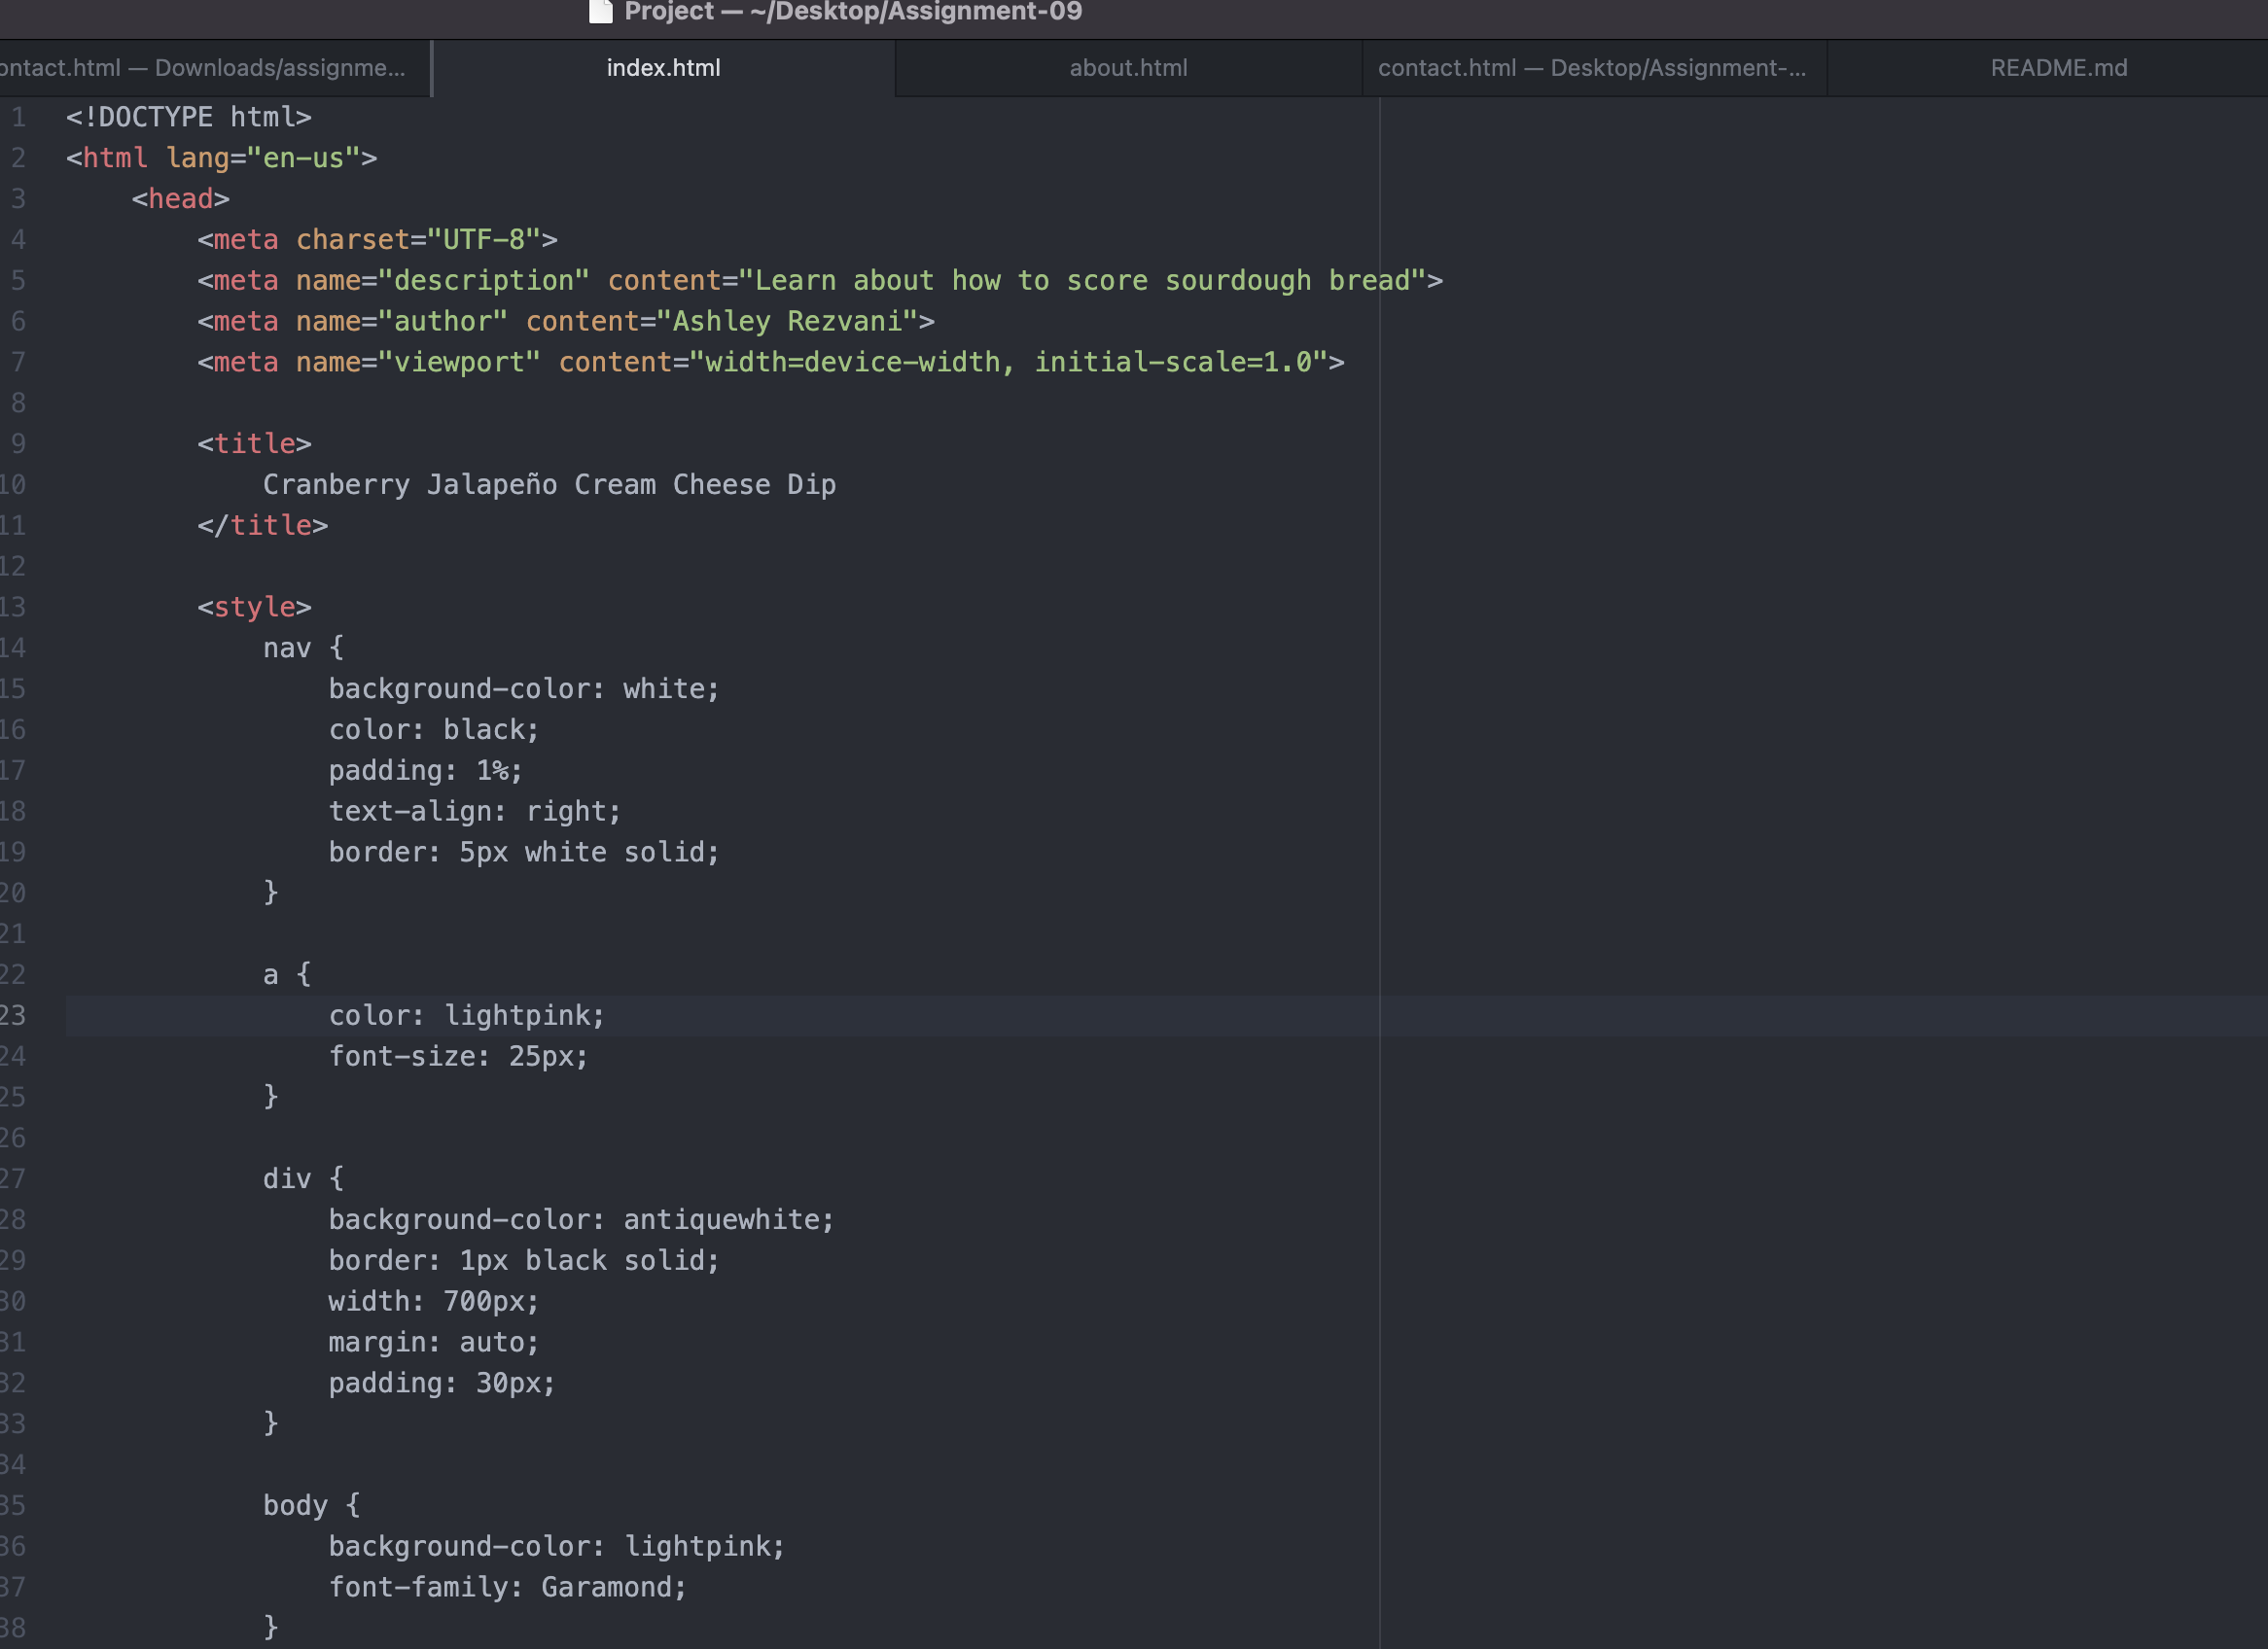 Project — ~/Desktop/Assignment-09
ontact.html — Downloads/assignme... index.html about.html contact.html — Desktop/Assignment-... README.md
1 <!DOCTYPE html>
2 <html lang="en-us">
3 <head>
4 <meta charset="UTF-8">
5 <meta name="description" content="Learn about how to score sourdough bread">
6 <meta name="author" content="Ashley Rezvani">
7 <meta name="viewport" content="width=device-width, initial-scale=1.0">
8
9 <title>
10 Cranberry Jalapeño Cream Cheese Dip
11 </title>
12
13 <style>
14 nav {
15 background-color: white;
16 color: black;
17 padding: 1%;
18 text-align: right;
19 border: 5px white solid;
20 }
21
22 a {
23 color: lightpink;
24 font-size: 25px;
25 }
26
27 div {
28 background-color: antiquewhite;
29 border: 1px black solid;
30 width: 700px;
31 margin: auto;
32 padding: 30px;
33 }
34
35 body {
36 background-color: lightpink;
37 font-family: Garamond;
38 }